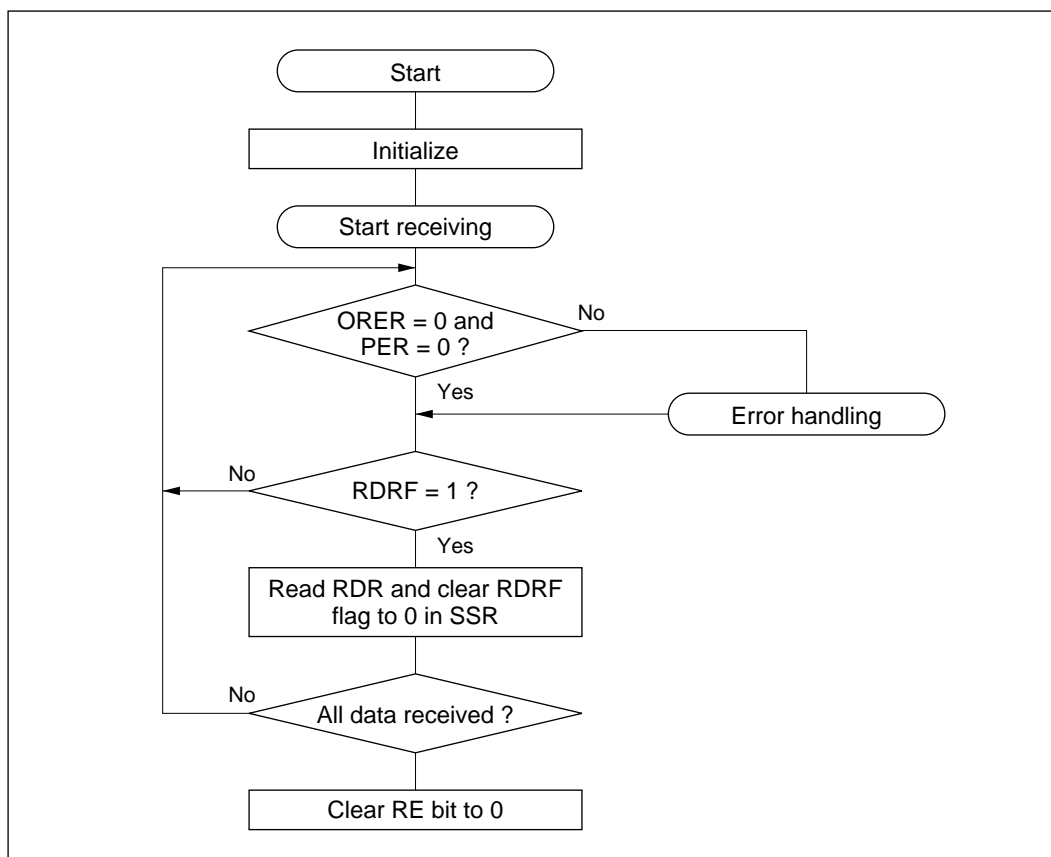 Start
Initialize
Start receiving
ORER = 0 and
PER = 0 ?
No
Yes
Error handling
No
RDRF = 1 ?
Yes
Read RDR and clear RDRF
flag to 0 in SSR
No
All data received ?
Clear RE bit to 0